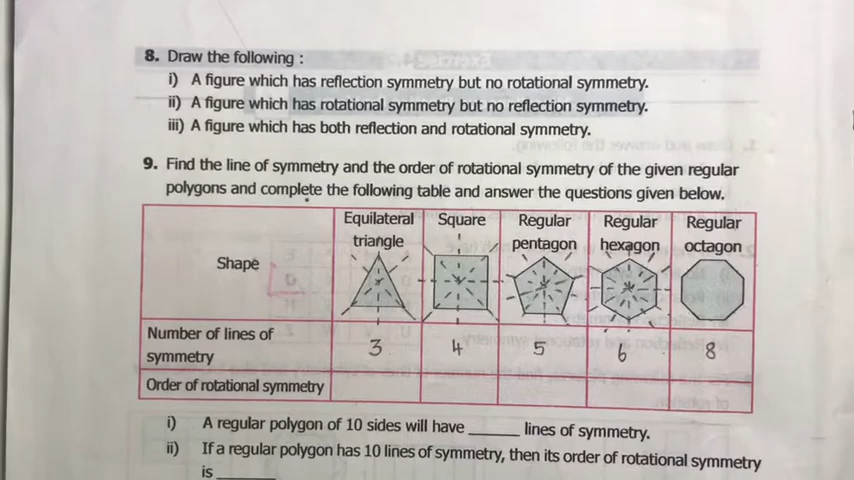 8. Draw the following :
i) A figure which has reflection symmetry but no rotational symmetry.
ii) A figure which has rotational symmetry but no reflection symmetry.
iii) A figure which has both reflection and rotational symmetry.
9. Find the line of symmetry and the order of rotational symmetry of the given regular
polygons and complete the following table and answer the questions given below.
Shape
Equilateral
triangle
Square
Regular
pentagon
Regular
hexagon
Regular
octagon
Number of lines of
symmetry
3 4 5 6 8
Order of rotational symmetry
i) A regular polygon of 10 sides will have ______ lines of symmetry.
ii) If a regular polygon has 10 lines of symmetry, then its order of rotational symmetry
is _______